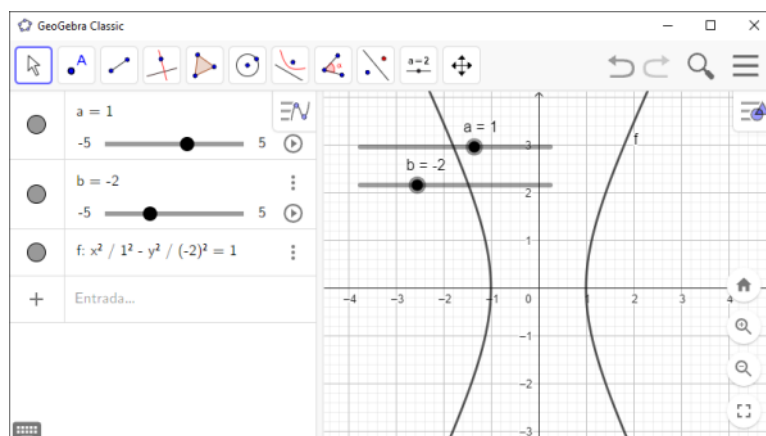 GeoGebra Classic
A
a=2
a = 1
-5 5
b = -2
-5 5
f: x² / 1² - y² / (-2)² = 1
+ Entrada...
a = 1
b = -2
f
3
2
1
-4 -3 -2 -1 0 1 2 3 4
-1
-2
-3